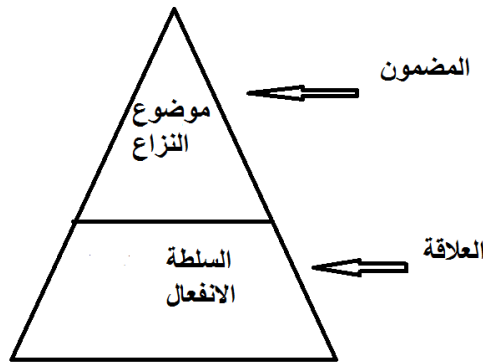 المضمون
موضوع
النزاع
العلاقة
السلطة
الانفعال